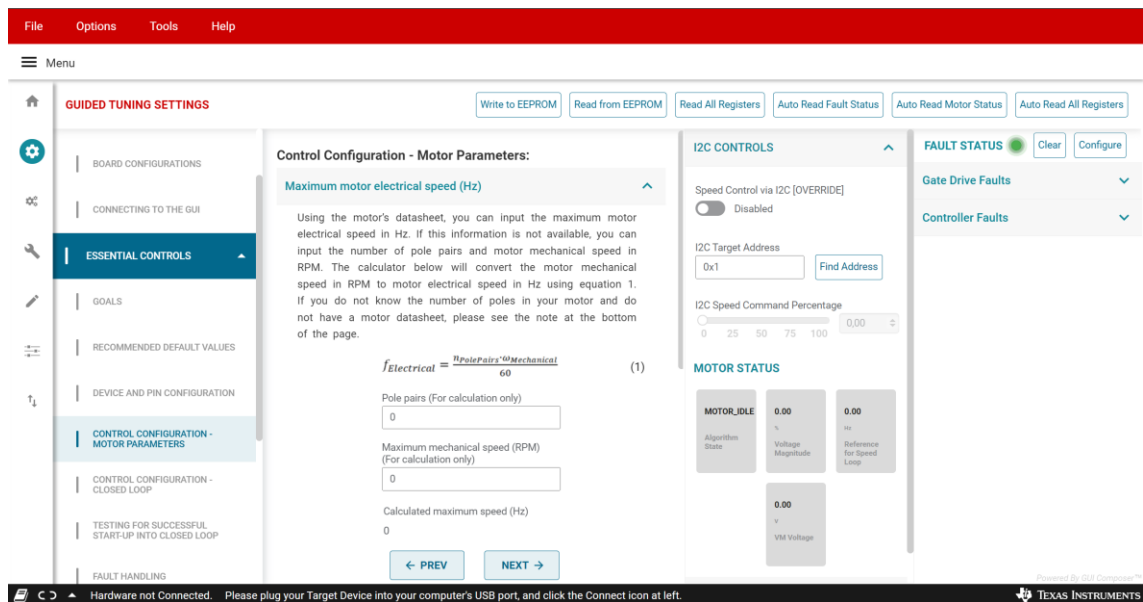 File Options Tools Help
Menu
GUIDED TUNING SETTINGS
Write to EEPROM
Read from EEPROM
Read All Registers
Auto Read Fault Status
Auto Read Motor Status
Auto Read All Registers
BOARD CONFIGURATIONS
CONNECTING TO THE GUI
ESSENTIAL CONTROLS
GOALS
RECOMMENDED DEFAULT VALUES
DEVICE AND PIN CONFIGURATION
CONTROL CONFIGURATION -
MOTOR PARAMETERS
CONTROL CONFIGURATION -
CLOSED LOOP
TESTING FOR SUCCESSFUL
START-UP INTO CLOSED LOOP
FAULT HANDLING
Control Configuration - Motor Parameters:
Maximum motor electrical speed (Hz)
Using the motor's datasheet, you can input the maximum motor
electrical speed in Hz. If this information is not available, you can
input the number of pole pairs and motor mechanical speed in
RPM. The calculator below will convert the motor mechanical
speed in RPM to motor electrical speed in Hz using equation 1.
If you do not know the number of poles in your motor and do
not have a motor datasheet, please see the note at the bottom
of the page.
f_Electrical = n_PolePairs·ω_Mechanical / 60 (1)
Pole pairs (For calculation only)
0
Maximum mechanical speed (RPM)
(For calculation only)
0
Calculated maximum speed (Hz)
0
← PREV
NEXT →
I2C CONTROLS
Speed Control via I2C [OVERRIDE]
Disabled
I2C Target Address
0x1
Find Address
I2C Speed Command Percentage
0,00
0 25 50 75 100
MOTOR STATUS
MOTOR_IDLE
Algorithm
State
0.00
%
Voltage
Magnitude
0.00
Hz
Reference
for Speed
Loop
0.00
V
VM Voltage
FAULT STATUS
Clear
Configure
Gate Drive Faults
Controller Faults
Powered By GUI Composer™
Hardware not Connected. Please plug your Target Device into your computer's USB port, and click the Connect icon at left.
TEXAS INSTRUMENTS